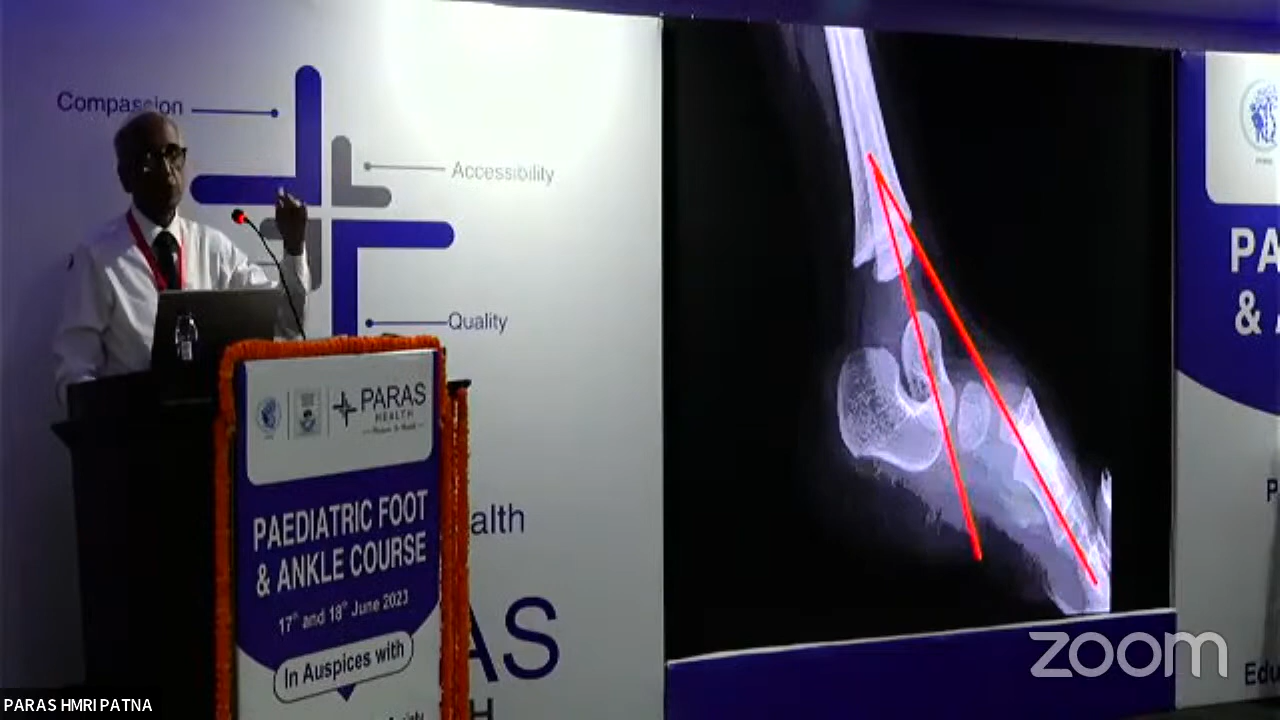 Compassion
Accessibility
Quality
alth
AS
H
PARAS
HEALTH
PAEDIATRIC FOOT
& ANKLE COURSE
17th and 18th June 2023
In Auspices with
PA
&
P
Edu
zoom
PARAS HMRI PATNA